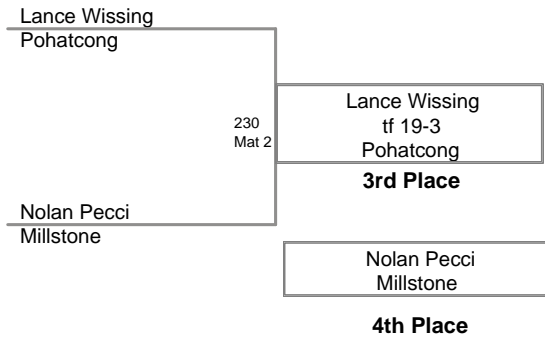 Lance Wissing
Pohatcong
230
Mat 2
Lance Wissing
tf 19-3
Pohatcong
3rd Place
Nolan Pecci
Millstone
Nolan Pecci
Millstone
4th Place